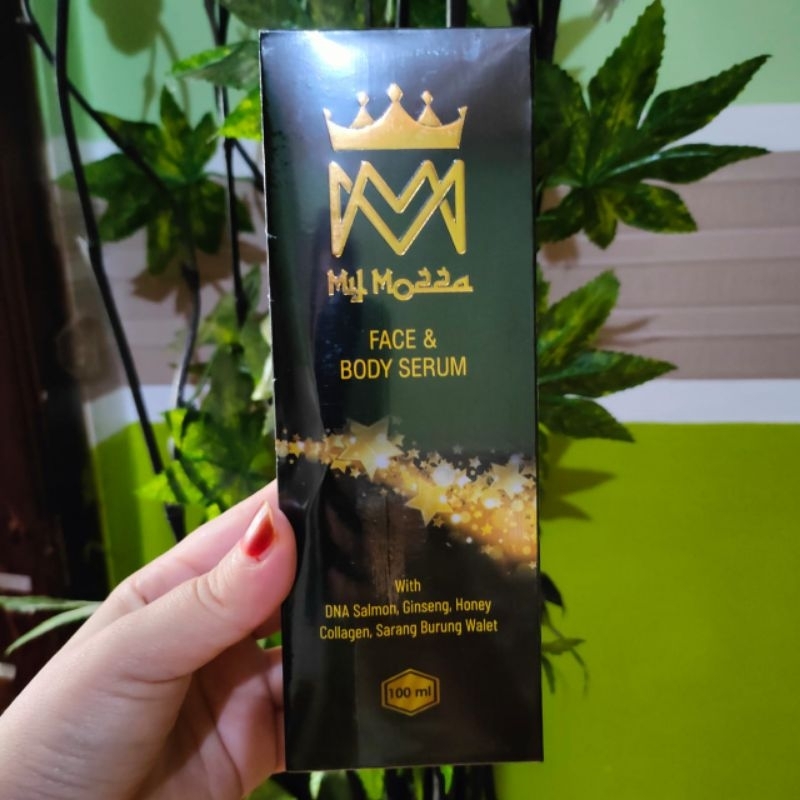 My Mozza
FACE &
BODY SERUM
With
DNA Salmon, Ginseng, Honey
Collagen, Sarang Burung Walet
100 ml